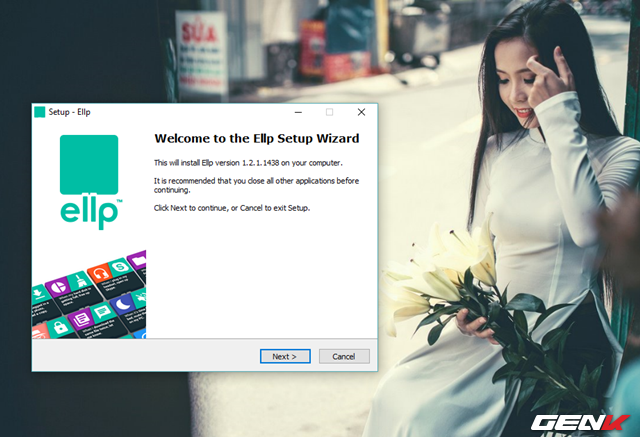 SỬA
Setup - Ellp
ellp™
Welcome to the Ellp Setup Wizard
This will install Ellp version 1.2.1.1438 on your computer.
It is recommended that you close all other applications before
continuing.
Click Next to continue, or Cancel to exit Setup.
Next >
Cancel
GENK